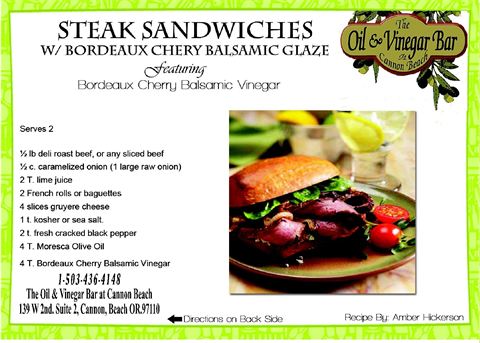 STEAK SANDWICHES
W/ BORDEAUX CHERY BALSAMIC GLAZE
Featuring
Bordeaux Cherry Balsamic Vinegar
The
Oil & Vinegar Bar
At
Cannon Beach
Serves 2
½ lb deli roast beef, or any sliced beef
½ c. caramelized onion (1 large raw onion)
2 T. lime juice
2 French rolls or baguettes
4 slices gruyere cheese
1 t. kosher or sea salt.
2 t. fresh cracked black pepper
4 T. Moresca Olive Oil
4 T. Bordeaux Cherry Balsamic Vinegar
1-503-436-4148
The Oil & Vinegar Bar at Cannon Beach
139 W 2nd. Suite 2, Cannon, Beach OR.97110
Directions on Back Side
Recipe By: Amber Hickerson